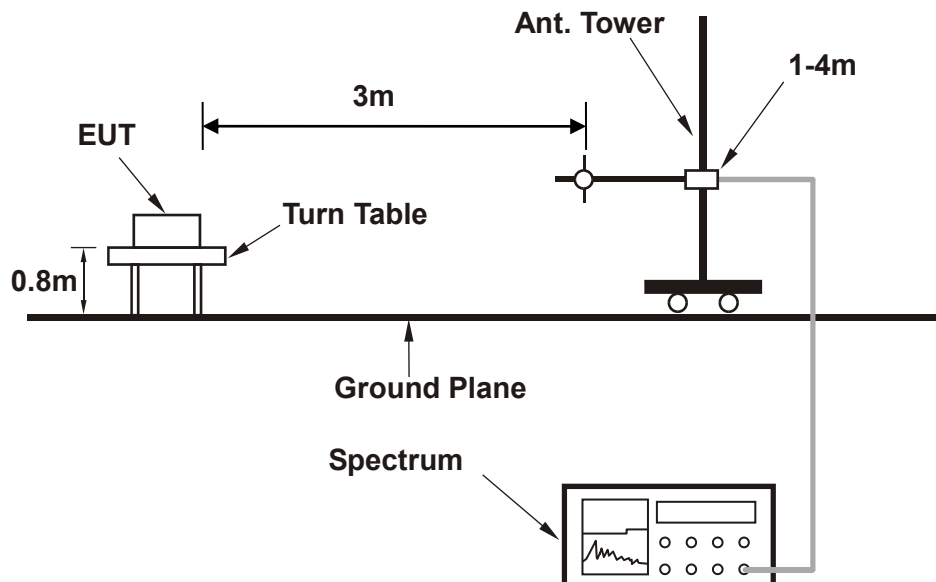 Ant. Tower
1-4m
3m
EUT
Turn Table
0.8m
Ground Plane
Spectrum